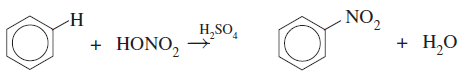 H + HONO₂ H₂SO₄ → NO₂ + H₂O